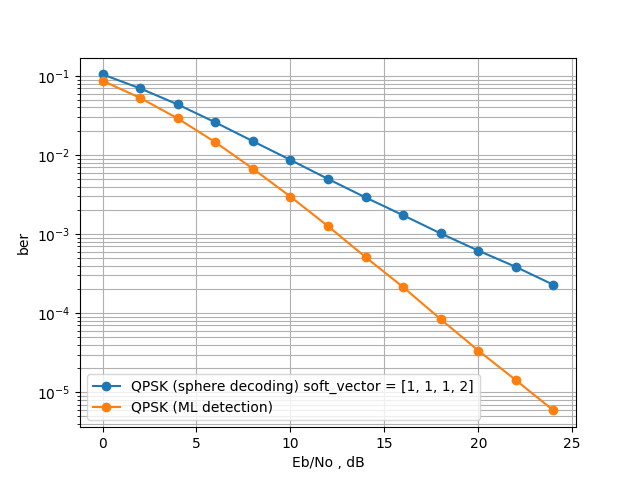 10⁻¹
10⁻²
10⁻³
10⁻⁴
10⁻⁵
ber
QPSK (sphere decoding) soft_vector = [1, 1, 1, 2]
QPSK (ML detection)
0 5 10 15 20 25
Eb/No , dB